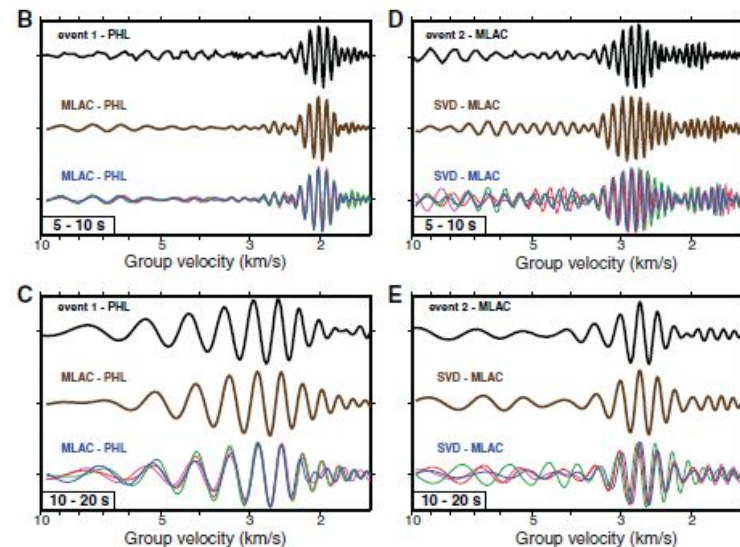 B
event 1 - PHL
MLAC - PHL
MLAC - PHL
5 - 10 s
10 5 3 2
Group velocity (km/s)
D
event 2 - MLAC
SVD - MLAC
SVD - MLAC
5 - 10 s
10 5 3 2
Group velocity (km/s)
C
event 1 - PHL
MLAC - PHL
MLAC - PHL
10 - 20 s
10 5 3 2
Group velocity (km/s)
E
event 2 - MLAC
SVD - MLAC
SVD - MLAC
10 - 20 s
10 5 3 2
Group velocity (km/s)